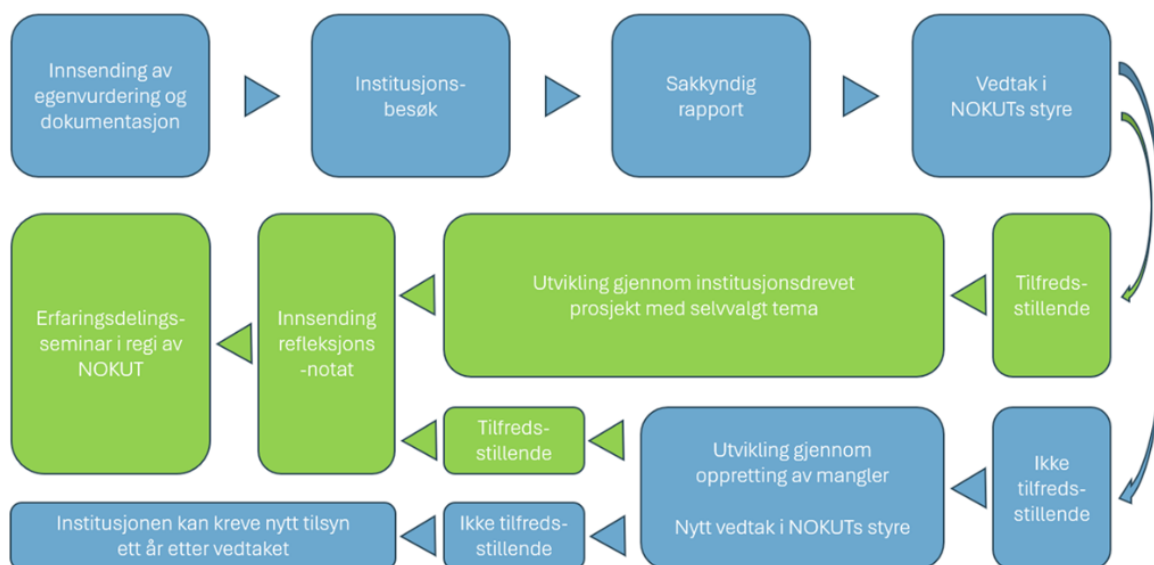 Innsending av
egenvurdering og
dokumentasjon
Institusjons-
besøk
Sakkyndig
rapport
Vedtak i
NOKUTs styre
Tilfreds-
stillende
Utvikling gjennom institusjonsdrevet
prosjekt med selvvalgt tema
Innsending
refleksjons
-notat
Erfaringsdelings-
seminar i regi av
NOKUT
Ikke
tilfreds-
stillende
Utvikling gjennom
oppretting av mangler
Nytt vedtak i NOKUTs styre
Tilfreds-
stillende
Ikke tilfreds-
stillende
Institusjonen kan kreve nytt tilsyn
ett år etter vedtaket